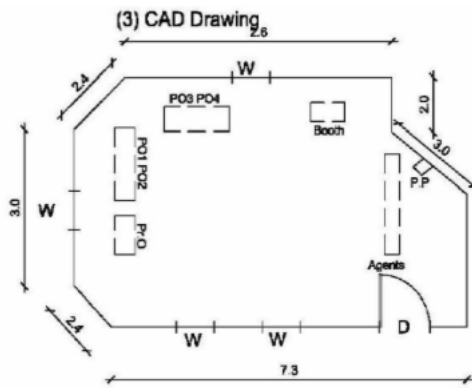 (3) CAD Drawing
2.6
2.4
W
PO3 PO4
Booth
2.0
3.0
P.P
PO1 PO2
3.0
W
Pr.O
Agents
2.4
W
W
D
7.3